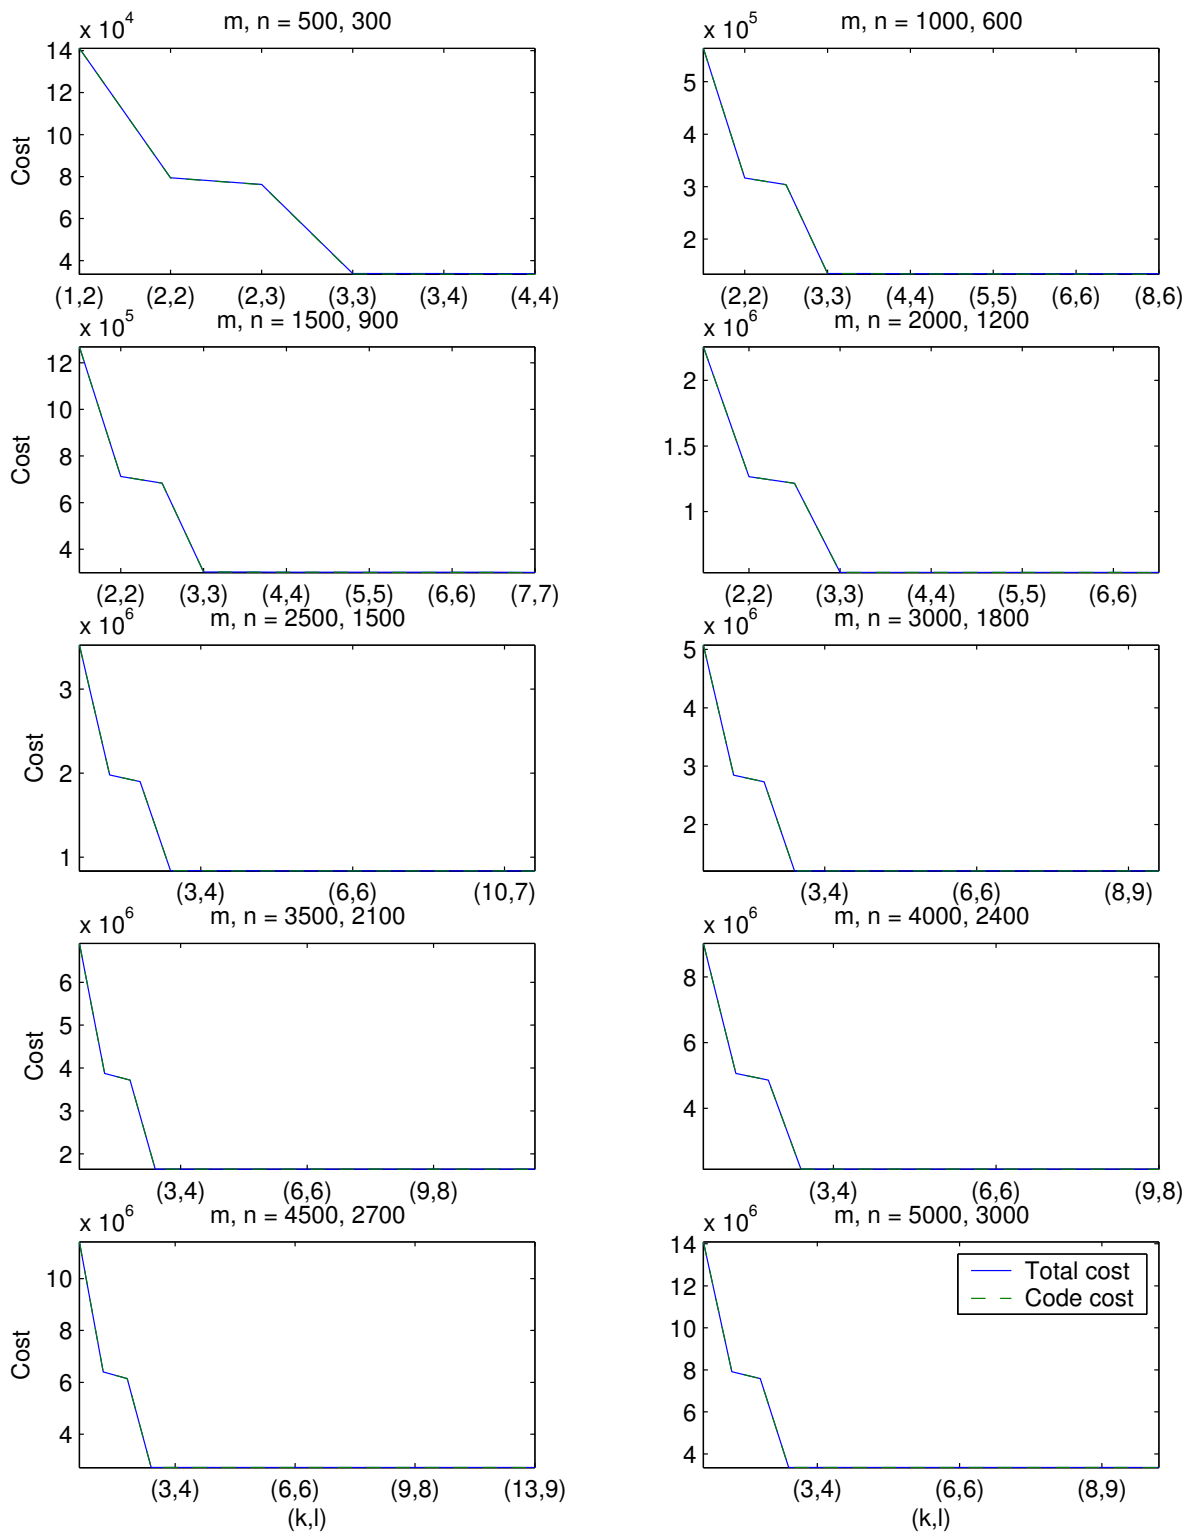 x 10^4 m, n = 500, 300
14
12
10
8
6
4
Cost
(1,2) (2,2) (2,3) (3,3) (3,4) (4,4)
x 10^5 m, n = 1000, 600
5
4
3
2
(2,2) (3,3) (4,4) (5,5) (6,6) (8,6)
x 10^5 m, n = 1500, 900
12
10
8
6
4
Cost
(2,2) (3,3) (4,4) (5,5) (6,6) (7,7)
x 10^6 m, n = 2000, 1200
2
1.5
1
(2,2) (3,3) (4,4) (5,5) (6,6)
x 10^6 m, n = 2500, 1500
3
2
1
Cost
(3,4) (6,6) (10,7)
x 10^6 m, n = 3000, 1800
5
4
3
2
(3,4) (6,6) (8,9)
x 10^6 m, n = 3500, 2100
6
5
4
3
2
Cost
(3,4) (6,6) (9,8)
x 10^6 m, n = 4000, 2400
8
6
4
(3,4) (6,6) (9,8)
x 10^6 m, n = 4500, 2700
10
8
6
4
Cost
(3,4) (6,6) (9,8) (13,9)
(k,l)
x 10^6 m, n = 5000, 3000
14
12
10
8
6
4
Total cost
Code cost
(3,4) (6,6) (8,9)
(k,l)